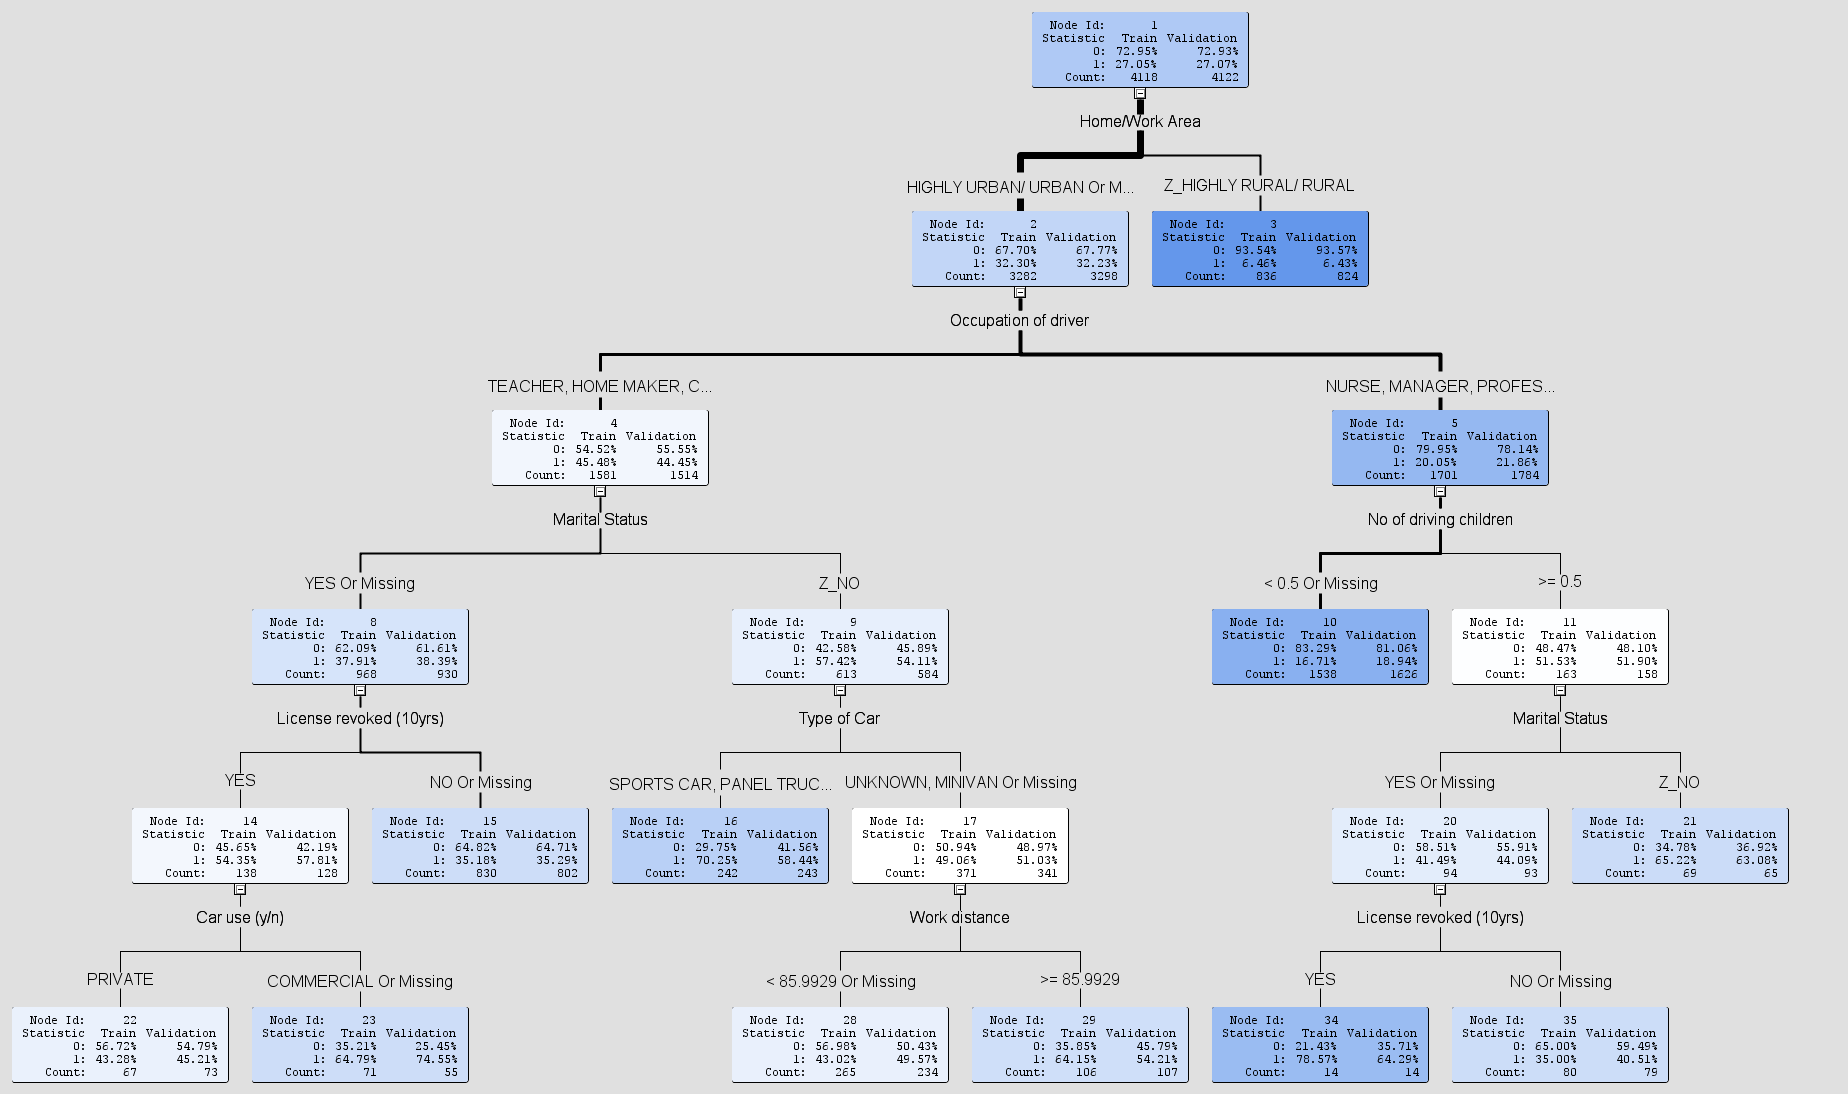 Node Id: 1
Statistic Train Validation
0: 72.95% 72.93%
1: 27.05% 27.07%
Count: 4118 4122
Home/Work Area
HIGHLY URBAN/ URBAN Or M...
Z_HIGHLY RURAL/ RURAL
Node Id: 2
Statistic Train Validation
0: 67.70% 67.77%
1: 32.30% 32.23%
Count: 3282 3298
Node Id: 3
Statistic Train Validation
0: 93.54% 93.57%
1: 6.46% 6.43%
Count: 836 824
Occupation of driver
TEACHER, HOME MAKER, C...
NURSE, MANAGER, PROFES...
Node Id: 4
Statistic Train Validation
0: 54.52% 55.55%
1: 45.48% 44.45%
Count: 1581 1514
Node Id: 5
Statistic Train Validation
0: 79.95% 78.14%
1: 20.05% 21.86%
Count: 1701 1784
Marital Status
No of driving children
YES Or Missing
Z_NO
< 0.5 Or Missing
>= 0.5
Node Id: 8
Statistic Train Validation
0: 62.09% 61.61%
1: 37.91% 38.39%
Count: 968 930
Node Id: 9
Statistic Train Validation
0: 42.58% 45.89%
1: 57.42% 54.11%
Count: 613 584
Node Id: 10
Statistic Train Validation
0: 83.29% 81.06%
1: 16.71% 18.94%
Count: 1538 1626
Node Id: 11
Statistic Train Validation
0: 48.47% 48.10%
1: 51.53% 51.90%
Count: 163 158
License revoked (10yrs)
Type of Car
Marital Status
YES
NO Or Missing
SPORTS CAR, PANEL TRUC...
UNKNOWN, MINIVAN Or Missing
YES Or Missing
Z_NO
Node Id: 14
Statistic Train Validation
0: 45.65% 42.19%
1: 54.35% 57.81%
Count: 138 128
Node Id: 15
Statistic Train Validation
0: 64.82% 64.71%
1: 35.18% 35.29%
Count: 830 802
Node Id: 16
Statistic Train Validation
0: 29.75% 41.56%
1: 70.25% 58.44%
Count: 242 243
Node Id: 17
Statistic Train Validation
0: 50.94% 48.97%
1: 49.06% 51.03%
Count: 371 341
Node Id: 20
Statistic Train Validation
0: 58.51% 55.91%
1: 41.49% 44.09%
Count: 94 93
Node Id: 21
Statistic Train Validation
0: 34.78% 36.92%
1: 65.22% 63.08%
Count: 69 65
Car use (y/n)
Work distance
License revoked (10yrs)
PRIVATE
COMMERCIAL Or Missing
< 85.9929 Or Missing
>= 85.9929
YES
NO Or Missing
Node Id: 22
Statistic Train Validation
0: 56.72% 54.79%
1: 43.28% 45.21%
Count: 67 73
Node Id: 23
Statistic Train Validation
0: 35.21% 25.45%
1: 64.79% 74.55%
Count: 71 55
Node Id: 28
Statistic Train Validation
0: 56.98% 50.43%
1: 43.02% 49.57%
Count: 265 234
Node Id: 29
Statistic Train Validation
0: 35.85% 45.79%
1: 64.15% 54.21%
Count: 106 107
Node Id: 34
Statistic Train Validation
0: 21.43% 35.71%
1: 78.57% 64.29%
Count: 14 14
Node Id: 35
Statistic Train Validation
0: 65.00% 59.49%
1: 35.00% 40.51%
Count: 80 79